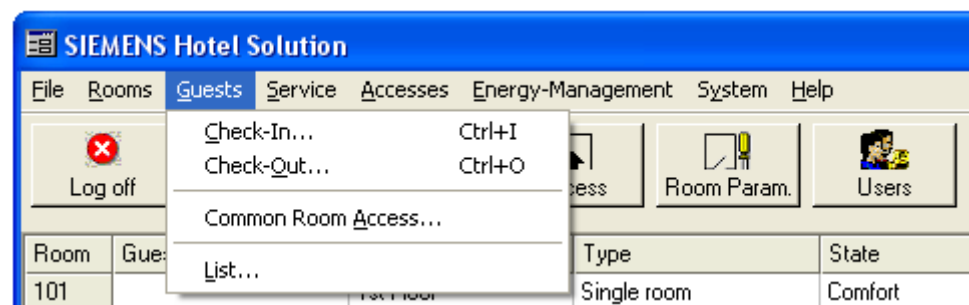 SIEMENS Hotel Solution
File Rooms Guests Service Accesses Energy-Management System Help
Check-In... Ctrl+I
Check-Out... Ctrl+O
Common Room Access...
List...
Log off Room Param. Users
Room Type State
101 Single room Comfort